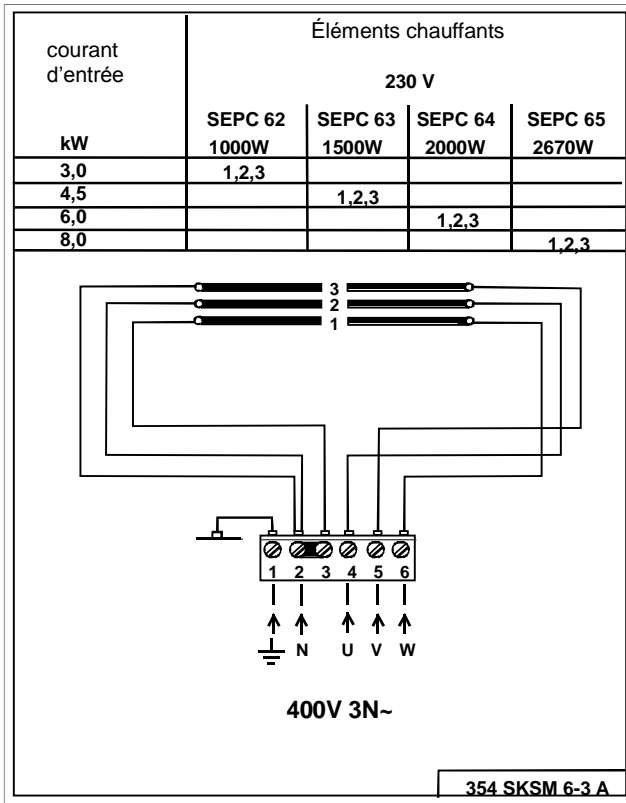 Éléments chauffants
courant
d'entrée
230 V
SEPC 62 SEPC 63 SEPC 64 SEPC 65
kW 1000W 1500W 2000W 2670W
3,0 1,2,3
4,5 1,2,3
6,0 1,2,3
8,0 1,2,3
3
2
1
1 2 3 4 5 6
N U V W
400V 3N~
354 SKSM 6-3 A